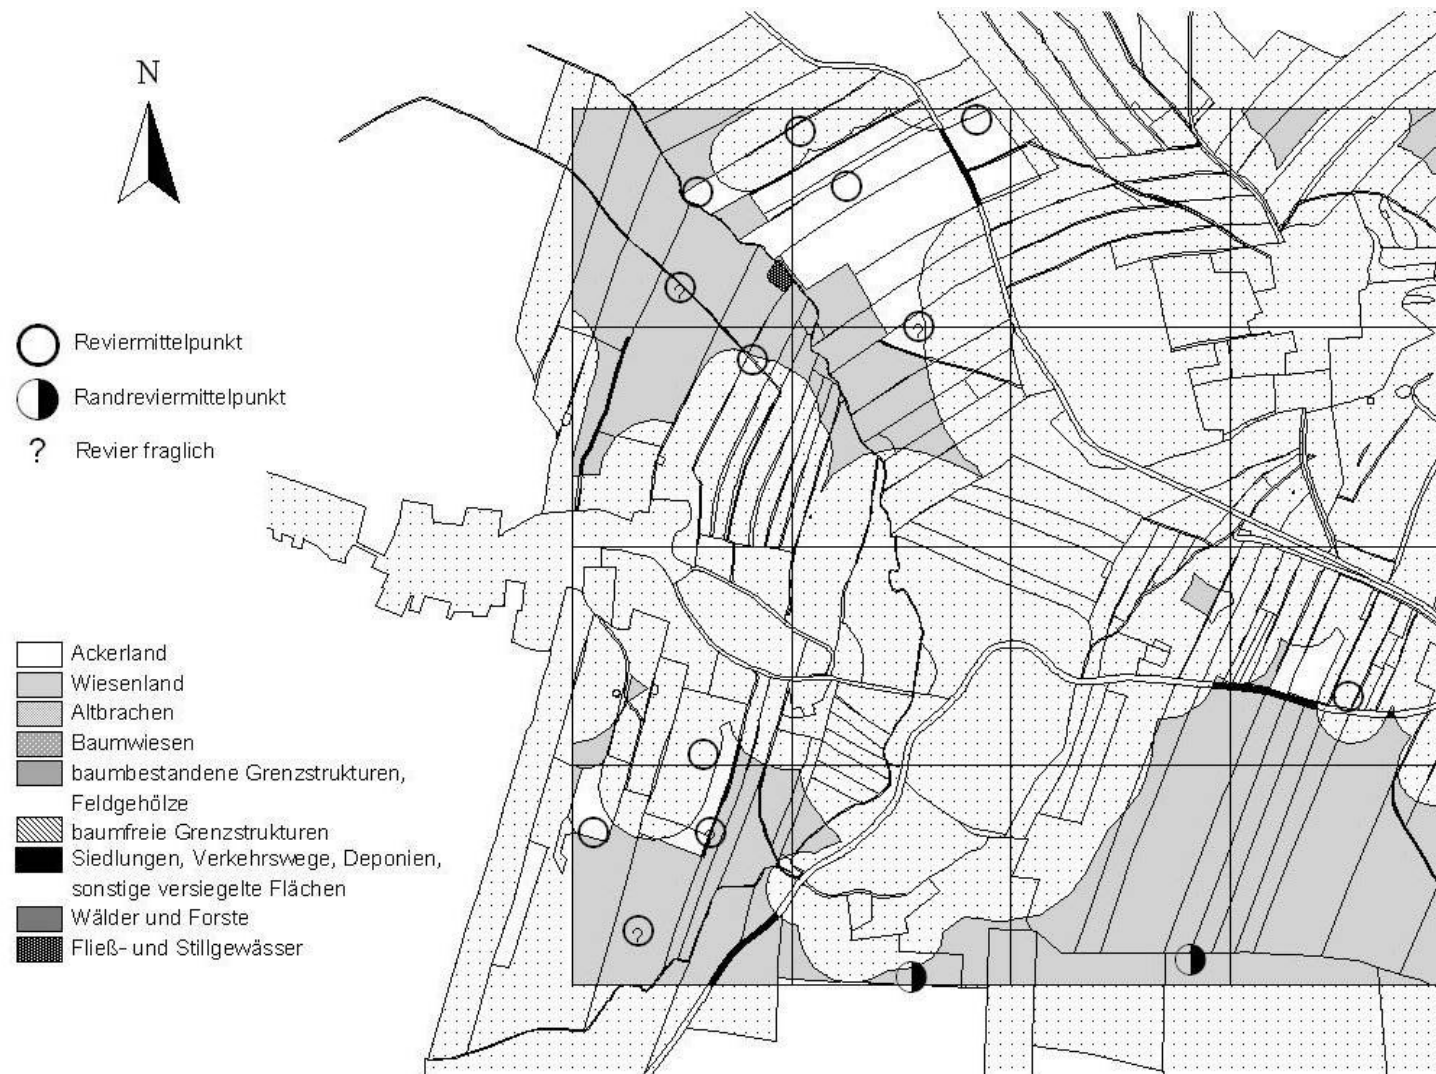 N
Reviermittelpunkt
Randreviermittelpunkt
? Revier fraglich
Ackerland
Wiesenland
Altbrachen
Baumwiesen
baumbestandene Grenzstrukturen,
Feldgehölze
baumfreie Grenzstrukturen
Siedlungen, Verkehrswege, Deponien,
sonstige versiegelte Flächen
Wälder und Forste
Fließ- und Stillgewässer
?
?
?